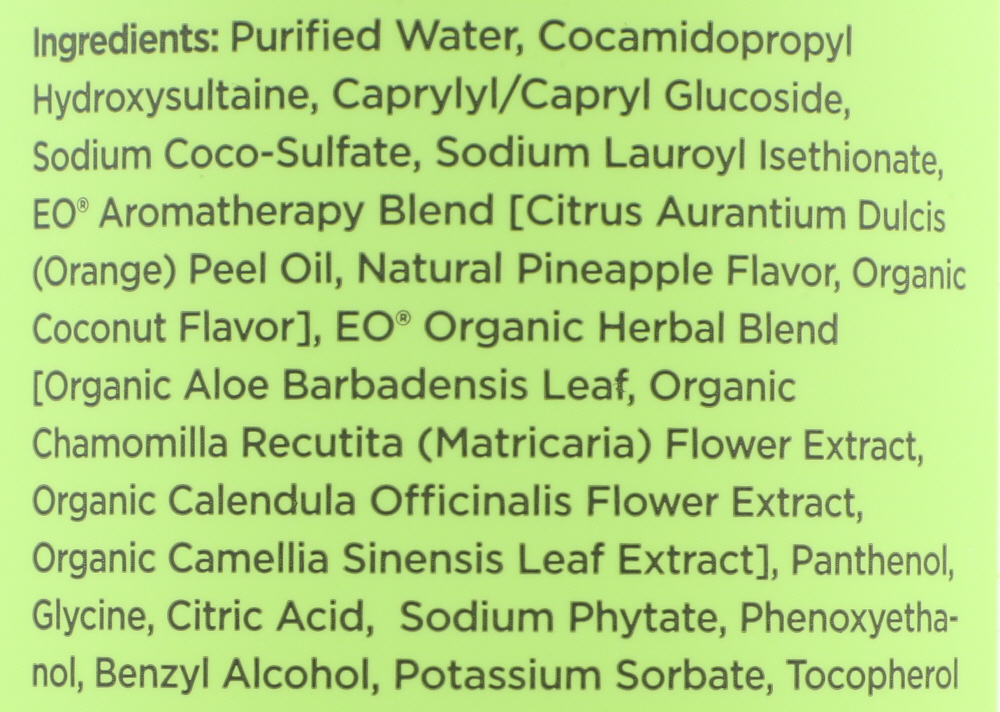 Ingredients: Purified Water, Cocamidopropyl
Hydroxysultaine, Caprylyl/Capryl Glucoside,
Sodium Coco-Sulfate, Sodium Lauroyl Isethionate,
EO® Aromatherapy Blend [Citrus Aurantium Dulcis
(Orange) Peel Oil, Natural Pineapple Flavor, Organic
Coconut Flavor], EO® Organic Herbal Blend
[Organic Aloe Barbadensis Leaf, Organic
Chamomilla Recutita (Matricaria) Flower Extract,
Organic Calendula Officinalis Flower Extract,
Organic Camellia Sinensis Leaf Extract], Panthenol,
Glycine, Citric Acid,  Sodium Phytate, Phenoxyetha-
nol, Benzyl Alcohol, Potassium Sorbate, Tocopherol